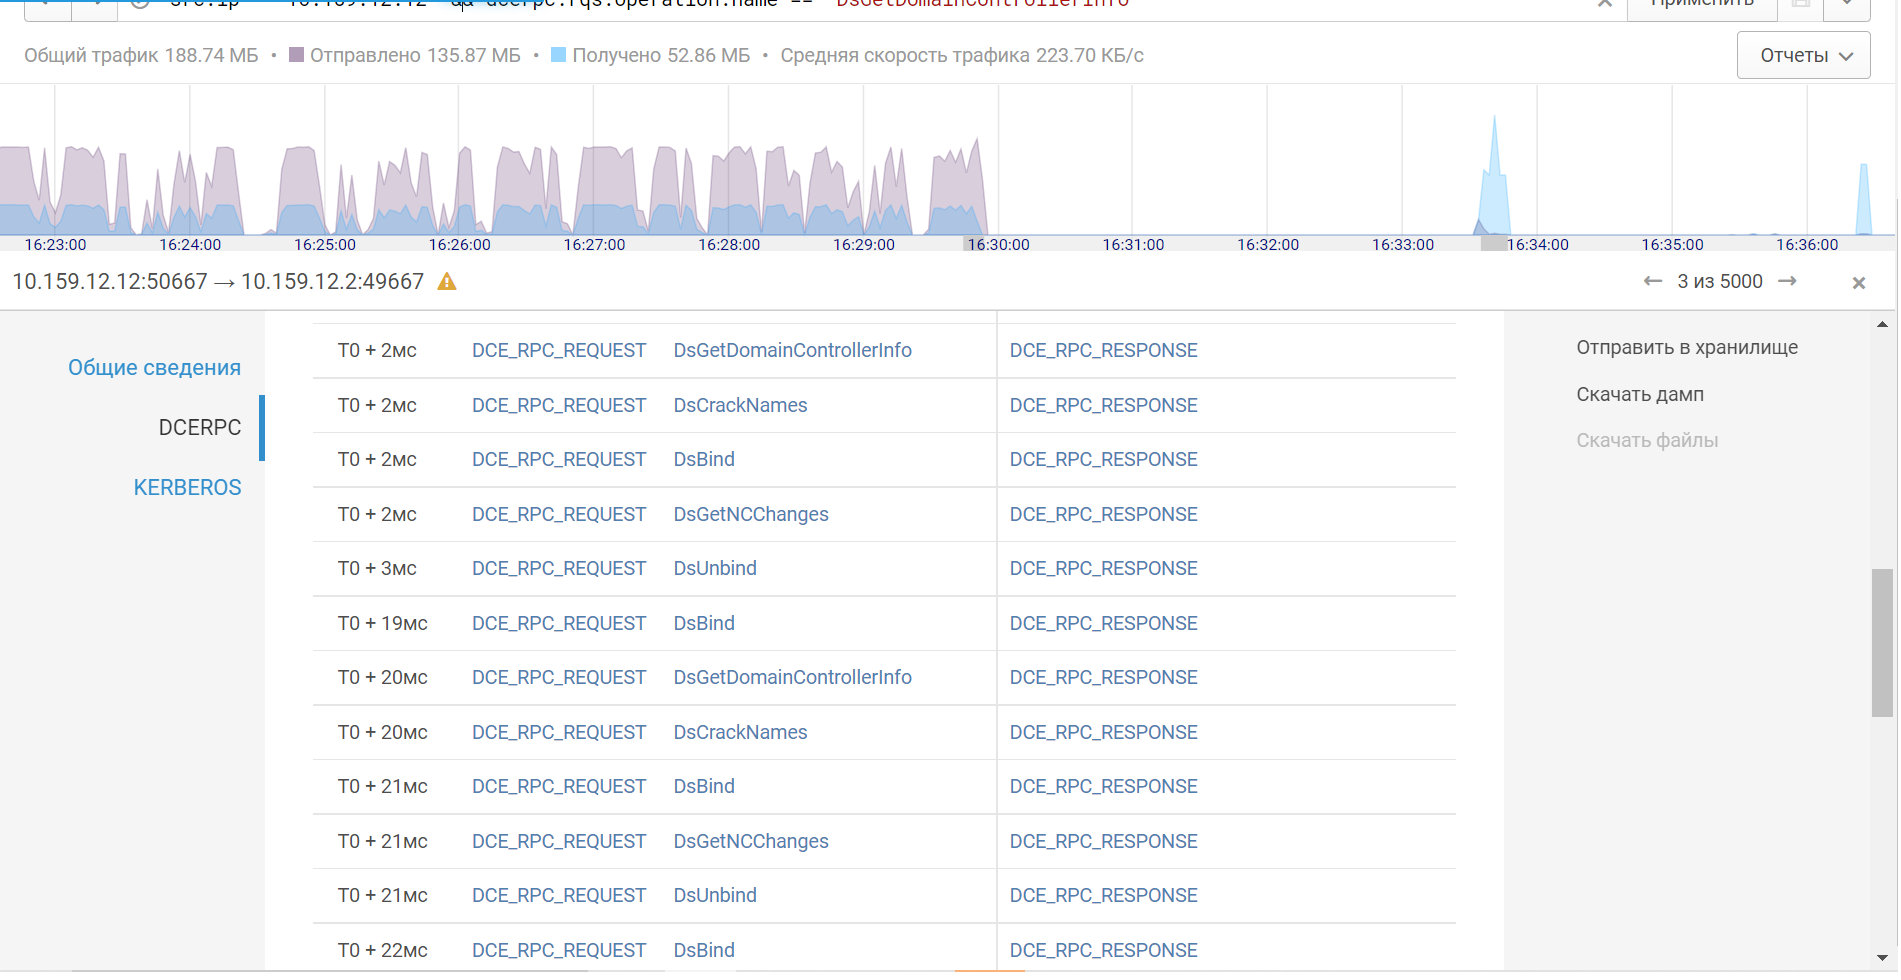 src.ip == "10.159.12.12" && dcerpc.rqs.operation.name == "DsGetDomainControllerInfo"
Применить
Общий трафик 188.74 МБ • Отправлено 135.87 МБ • Получено 52.86 МБ • Средняя скорость трафика 223.70 КБ/с
Отчеты
16:23:00 16:24:00 16:25:00 16:26:00 16:27:00 16:28:00 16:29:00 16:30:00 16:31:00 16:32:00 16:33:00 16:34:00 16:35:00 16:36:00
10.159.12.12:50667 → 10.159.12.2:49667
← 3 из 5000 →
Общие сведения
DCERPC
KERBEROS
T0 + 2мс DCE_RPC_REQUEST DsGetDomainControllerInfo DCE_RPC_RESPONSE
T0 + 2мс DCE_RPC_REQUEST DsCrackNames DCE_RPC_RESPONSE
T0 + 2мс DCE_RPC_REQUEST DsBind DCE_RPC_RESPONSE
T0 + 2мс DCE_RPC_REQUEST DsGetNCChanges DCE_RPC_RESPONSE
T0 + 3мс DCE_RPC_REQUEST DsUnbind DCE_RPC_RESPONSE
T0 + 19мс DCE_RPC_REQUEST DsBind DCE_RPC_RESPONSE
T0 + 20мс DCE_RPC_REQUEST DsGetDomainControllerInfo DCE_RPC_RESPONSE
T0 + 20мс DCE_RPC_REQUEST DsCrackNames DCE_RPC_RESPONSE
T0 + 21мс DCE_RPC_REQUEST DsBind DCE_RPC_RESPONSE
T0 + 21мс DCE_RPC_REQUEST DsGetNCChanges DCE_RPC_RESPONSE
T0 + 21мс DCE_RPC_REQUEST DsUnbind DCE_RPC_RESPONSE
T0 + 22мс DCE_RPC_REQUEST DsBind DCE_RPC_RESPONSE
Отправить в хранилище
Скачать дамп
Скачать файлы